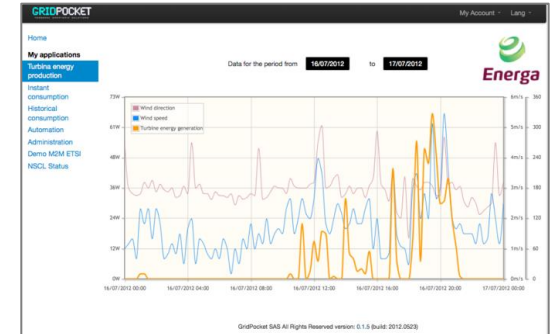 GRIDPOCKET
My Account
Lang
Home
My applications
Turbina energy
production
Instant
consumption
Historical
consumption
Automation
Administration
Demo M2M ETSI
NSCL Status
Data for the period from 16/07/2012 to 17/07/2012
Energa
Wind direction
Wind speed
Turbine energy generation
73W
61W
48W
36W
24W
12W
0W
6m/s 360
5m/s 300
4m/s 240
3m/s 180
2m/s 120
1m/s 60
0m/s 0
16/07/2012 00:00 16/07/2012 04:00 16/07/2012 08:00 16/07/2012 12:00 16/07/2012 16:00 16/07/2012 20:00 17/07/2012 00:00
GridPocket SAS All Rights Reserved version: 0.1.5 (build: 2012.0523)